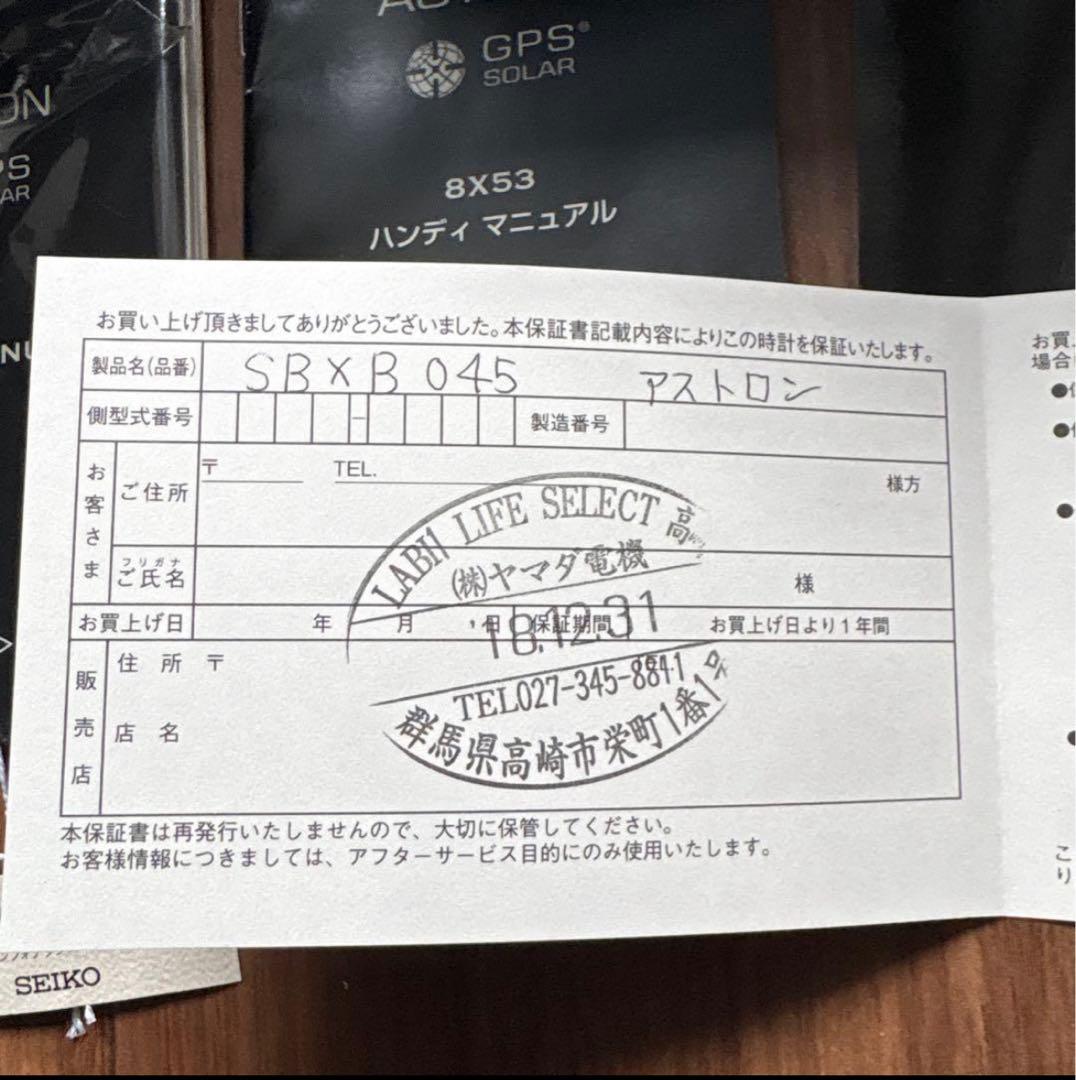 GPS
SOLAR
8X53
ハンディ マニュアル
お買い上げ頂きましてありがとうございました。本保証書記載内容によりこの時計を保証いたします。
製品名(品番) SBXB045 アストロン
側型式番号 - 製造番号
お客さま
ご住所 〒 TEL. 様方
フリガナ
ご氏名 様
お買上げ日 年 月 日 保証期間 お買上げ日より1年間
販売店
住所 〒
店名
LABI1 LIFE SELECT 高
(株)ヤマダ電機
'18.12.31
TEL027-345-8841
群馬県高崎市栄町1番1号
本保証書は再発行いたしませんので、大切に保管してください。
お客様情報につきましては、アフターサービス目的にのみ使用いたします。
お買
場合
SEIKO